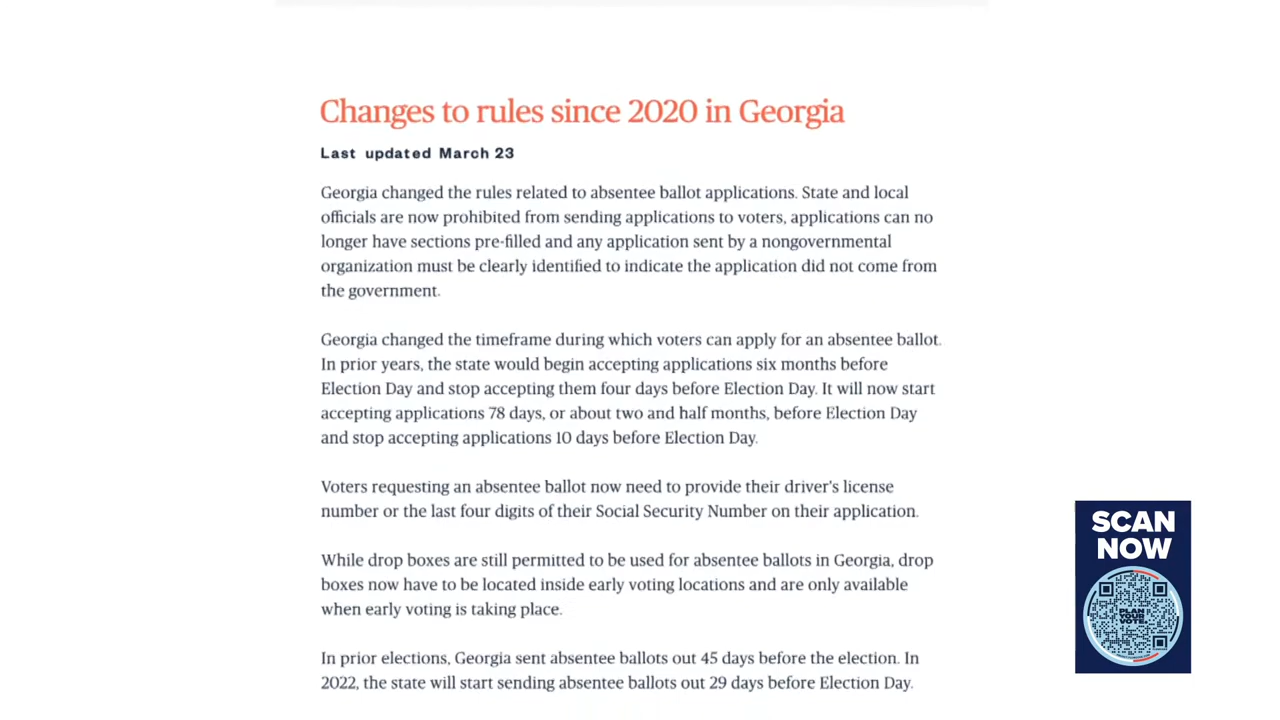 Changes to rules since 2020 in Georgia
Last updated March 23
Georgia changed the rules related to absentee ballot applications. State and local
officials are now prohibited from sending applications to voters, applications can no
longer have sections pre-filled and any application sent by a nongovernmental
organization must be clearly identified to indicate the application did not come from
the government.
Georgia changed the timeframe during which voters can apply for an absentee ballot.
In prior years, the state would begin accepting applications six months before
Election Day and stop accepting them four days before Election Day. It will now start
accepting applications 78 days, or about two and half months, before Election Day
and stop accepting applications 10 days before Election Day.
Voters requesting an absentee ballot now need to provide their driver's license
number or the last four digits of their Social Security Number on their application.
While drop boxes are still permitted to be used for absentee ballots in Georgia, drop
boxes now have to be located inside early voting locations and are only available
when early voting is taking place.
In prior elections, Georgia sent absentee ballots out 45 days before the election. In
2022, the state will start sending absentee ballots out 29 days before Election Day.
SCAN
NOW
PLAN
YOUR
VOTE.